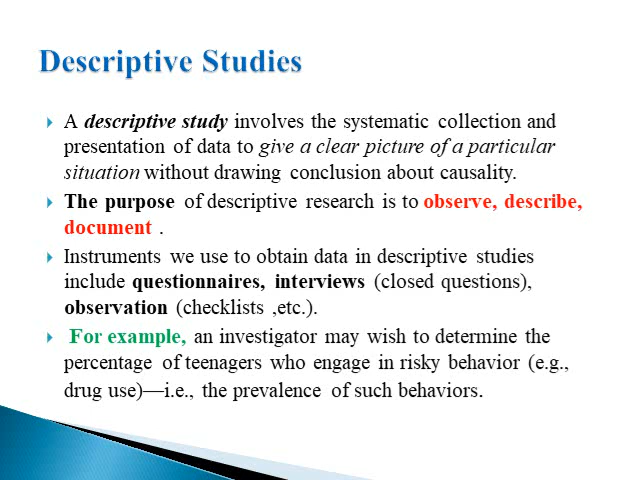 Descriptive Studies
A descriptive study involves the systematic collection and
presentation of data to give a clear picture of a particular
situation without drawing conclusion about causality.
The purpose of descriptive research is to observe, describe,
document .
Instruments we use to obtain data in descriptive studies
include questionnaires, interviews (closed questions),
observation (checklists ,etc.).
For example, an investigator may wish to determine the
percentage of teenagers who engage in risky behavior (e.g.,
drug use)—i.e., the prevalence of such behaviors.